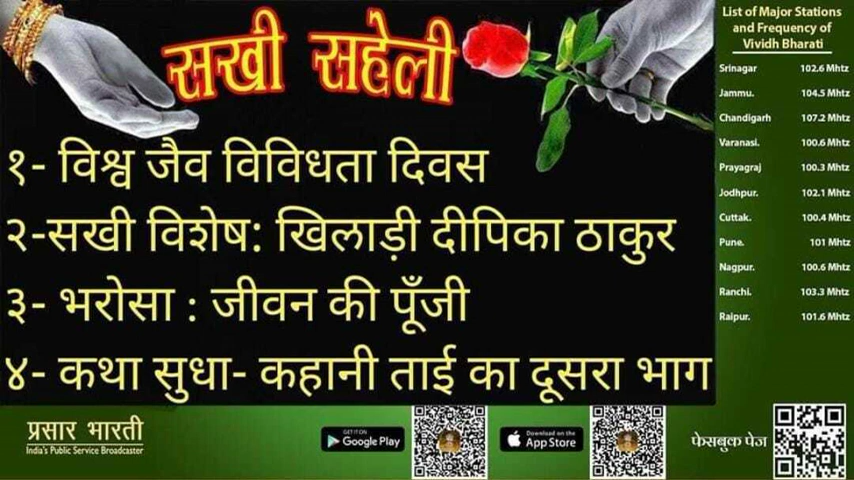 सखी सहेली
१- विश्व जैव विविधता दिवस
२-सखी विशेष: खिलाड़ी दीपिका ठाकुर
३- भरोसा : जीवन की पूँजी
४- कथा सुधा- कहानी ताई का दूसरा भाग
List of Major Stations
and Frequency of
Vividh Bharati
Srinagar 102.6 Mhtz
Jammu. 104.5 Mhtz
Chandigarh 107.2 Mhtz
Varanasi. 100.6 Mhtz
Prayagraj 100.3 Mhtz
Jodhpur. 102.1 Mhtz
Cuttak. 100.4 Mhtz
Pune. 101 Mhtz
Nagpur. 100.6 Mhtz
Ranchi. 103.3 Mhtz
Raipur. 101.6 Mhtz
प्रसार भारती
India's Public Service Broadcaster
GET IT ON
Google Play
Download on the
App Store
फेसबुक पेज